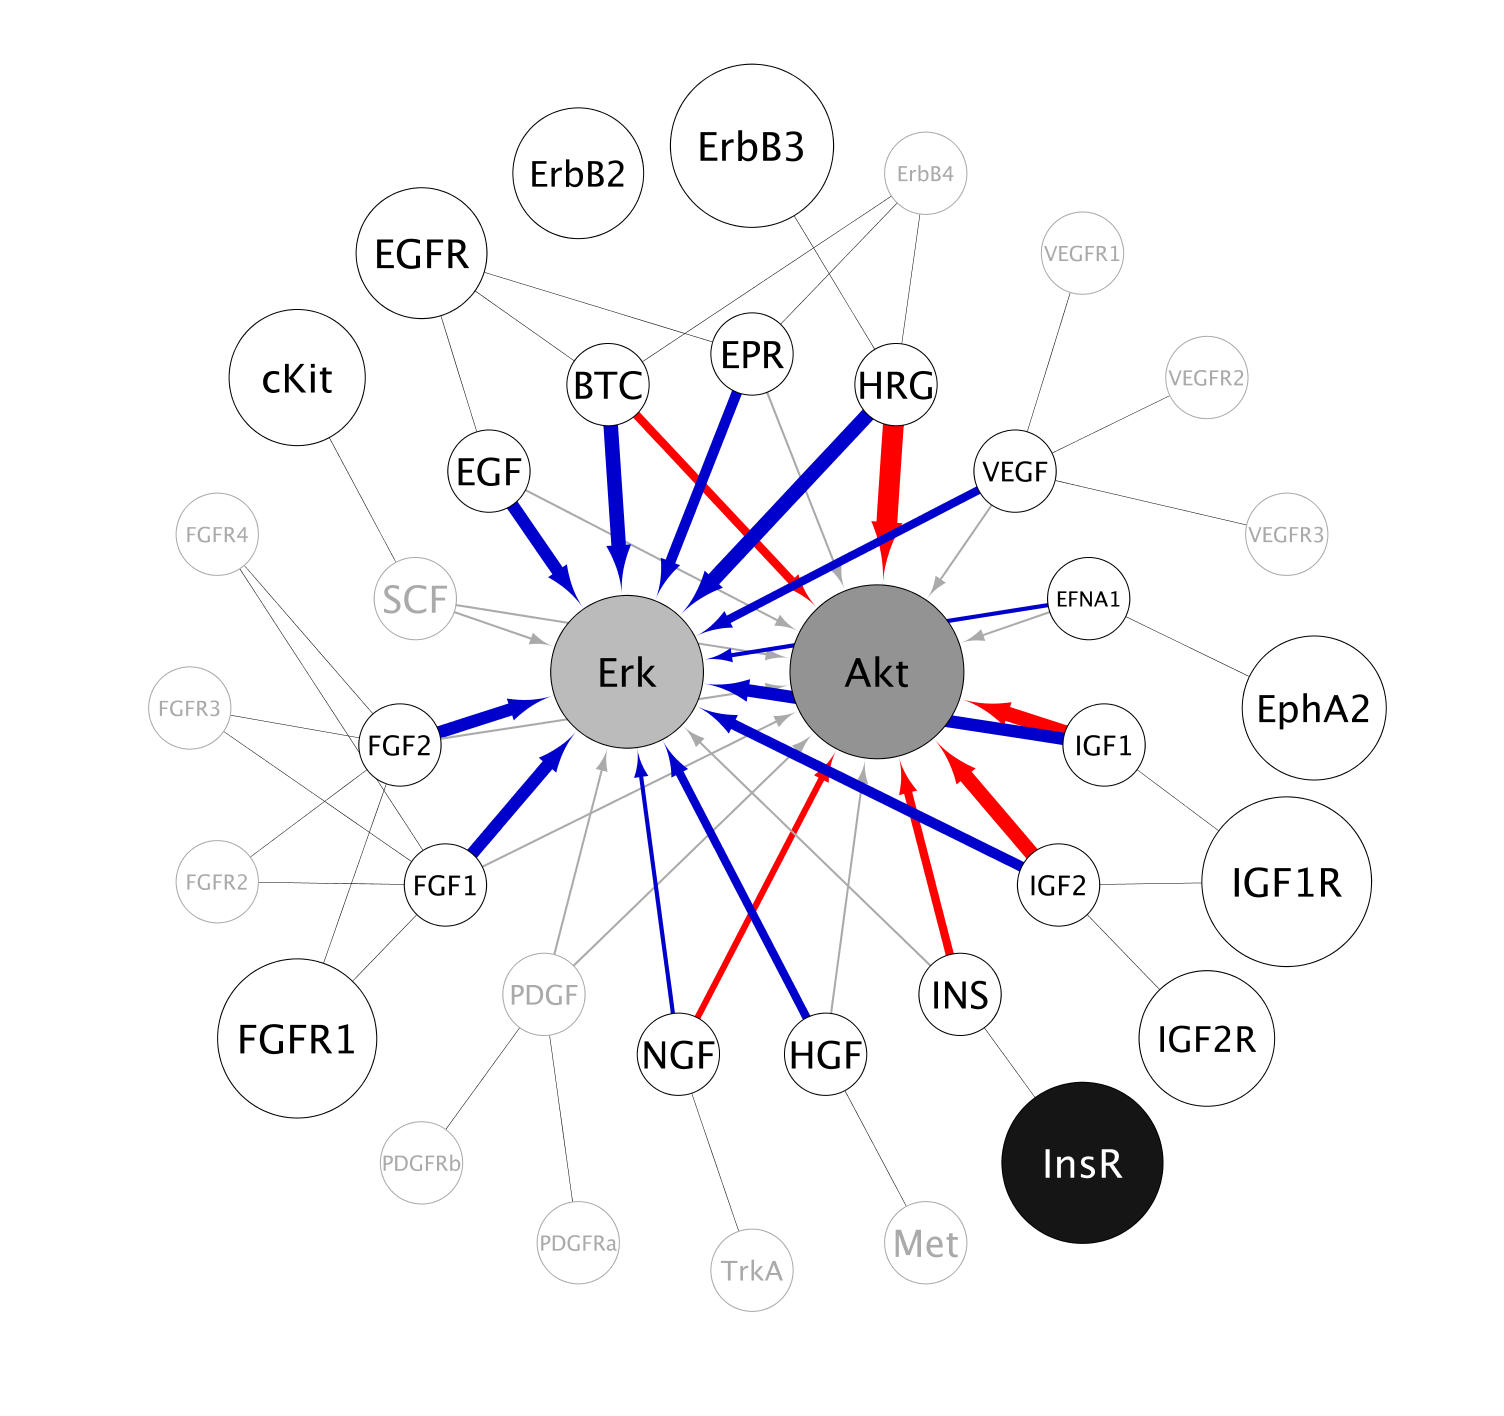 ErbB3
ErbB2
ErbB4
EGFR
VEGFR1
EPR
cKit
BTC
HRG
VEGFR2
EGF
VEGF
FGFR4
VEGFR3
SCF
EFNA1
Erk
Akt
FGFR3
EphA2
FGF2
IGF1
FGFR2
FGF1
IGF2
IGF1R
PDGF
INS
FGFR1
IGF2R
NGF
HGF
PDGFRb
InsR
PDGFRa
Met
TrkA